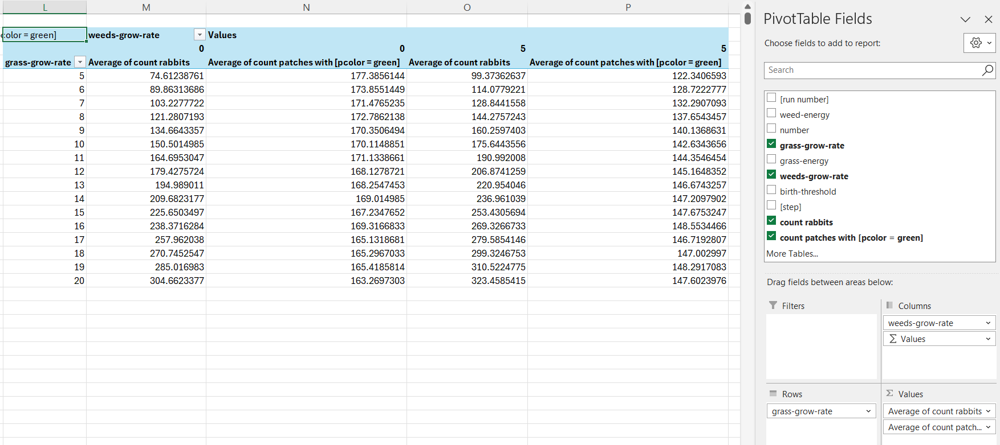 L M N O P
color = green] weeds-grow-rate Values
0 0 5 5
grass-grow-rate Average of count rabbits Average of count patches with [pcolor = green] Average of count rabbits Average of count patches with [pcolor = green]
5 74.61238761 177.3856144 99.37362637 122.3406593
6 89.86313686 173.8551449 114.0779221 128.7222777
7 103.2277722 171.4765235 128.8441558 132.2907093
8 121.2807193 172.7862138 144.2757243 137.6543457
9 134.6643357 170.3506494 160.2597403 140.1368631
10 150.5014985 170.1148851 175.6443556 142.6343656
11 164.6953047 171.1338661 190.992008 144.3546454
12 179.4275724 168.1278721 206.8741259 145.1648352
13 194.989011 168.2547453 220.954046 146.6743257
14 209.6823177 169.014985 236.961039 147.2097902
15 225.6503497 167.2347652 253.4305694 147.6753247
16 238.3716284 169.3166833 269.3266733 148.5534466
17 257.962038 165.1318681 279.5854146 146.7192807
18 270.7452547 165.2967033 299.3246753 147.002997
19 285.016983 165.4185814 310.5224775 148.2917083
20 304.6623377 163.2697303 323.4585415 147.6023976
PivotTable Fields
Choose fields to add to report:
Search
[run number]
weed-energy
number
grass-grow-rate
grass-energy
weeds-grow-rate
birth-threshold
[step]
count rabbits
count patches with [pcolor = green]
More Tables...
Drag fields between areas below:
Filters
Columns
weeds-grow-rate
Σ Values
Rows
grass-grow-rate
Σ Values
Average of count rabbits
Average of count patch...